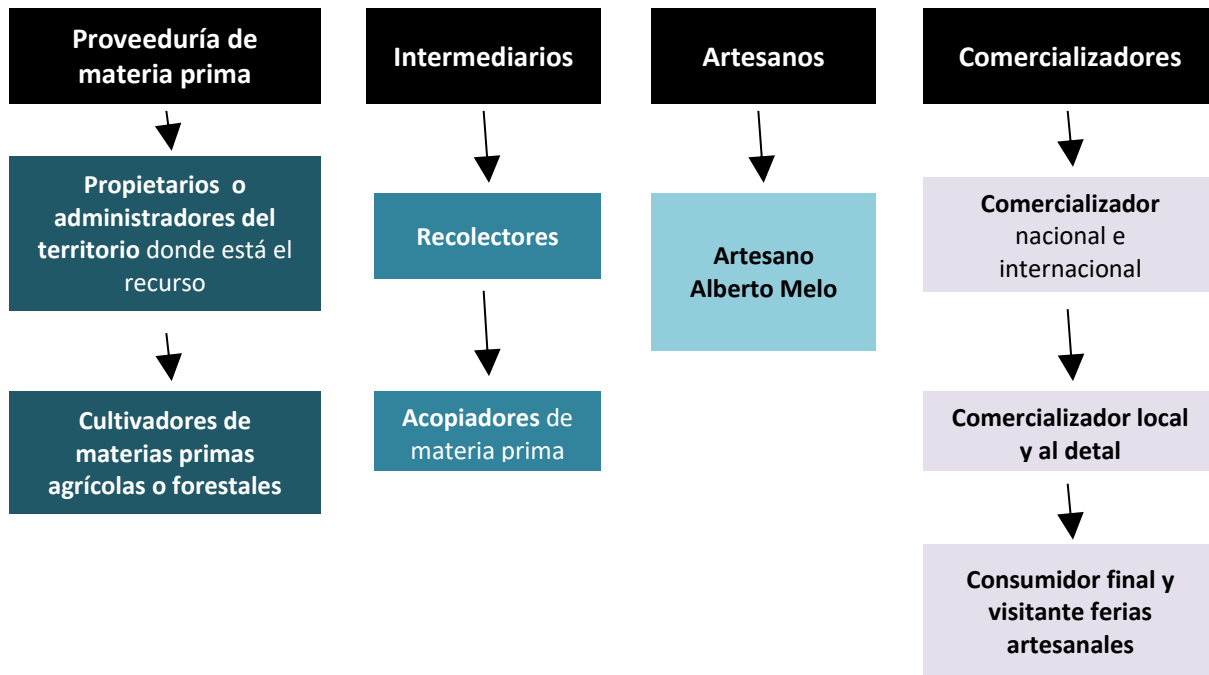 Proveeduría de
materia prima
Propietarios o
administradores del
territorio donde está el
recurso
Cultivadores de
materias primas
agrícolas o forestales
Intermediarios
Recolectores
Acopiadores de
materia prima
Artesanos
Artesano
Alberto Melo
Comercializadores
Comercializador
nacional e
internacional
Comercializador local
y al detal
Consumidor final y
visitante ferias
artesanales